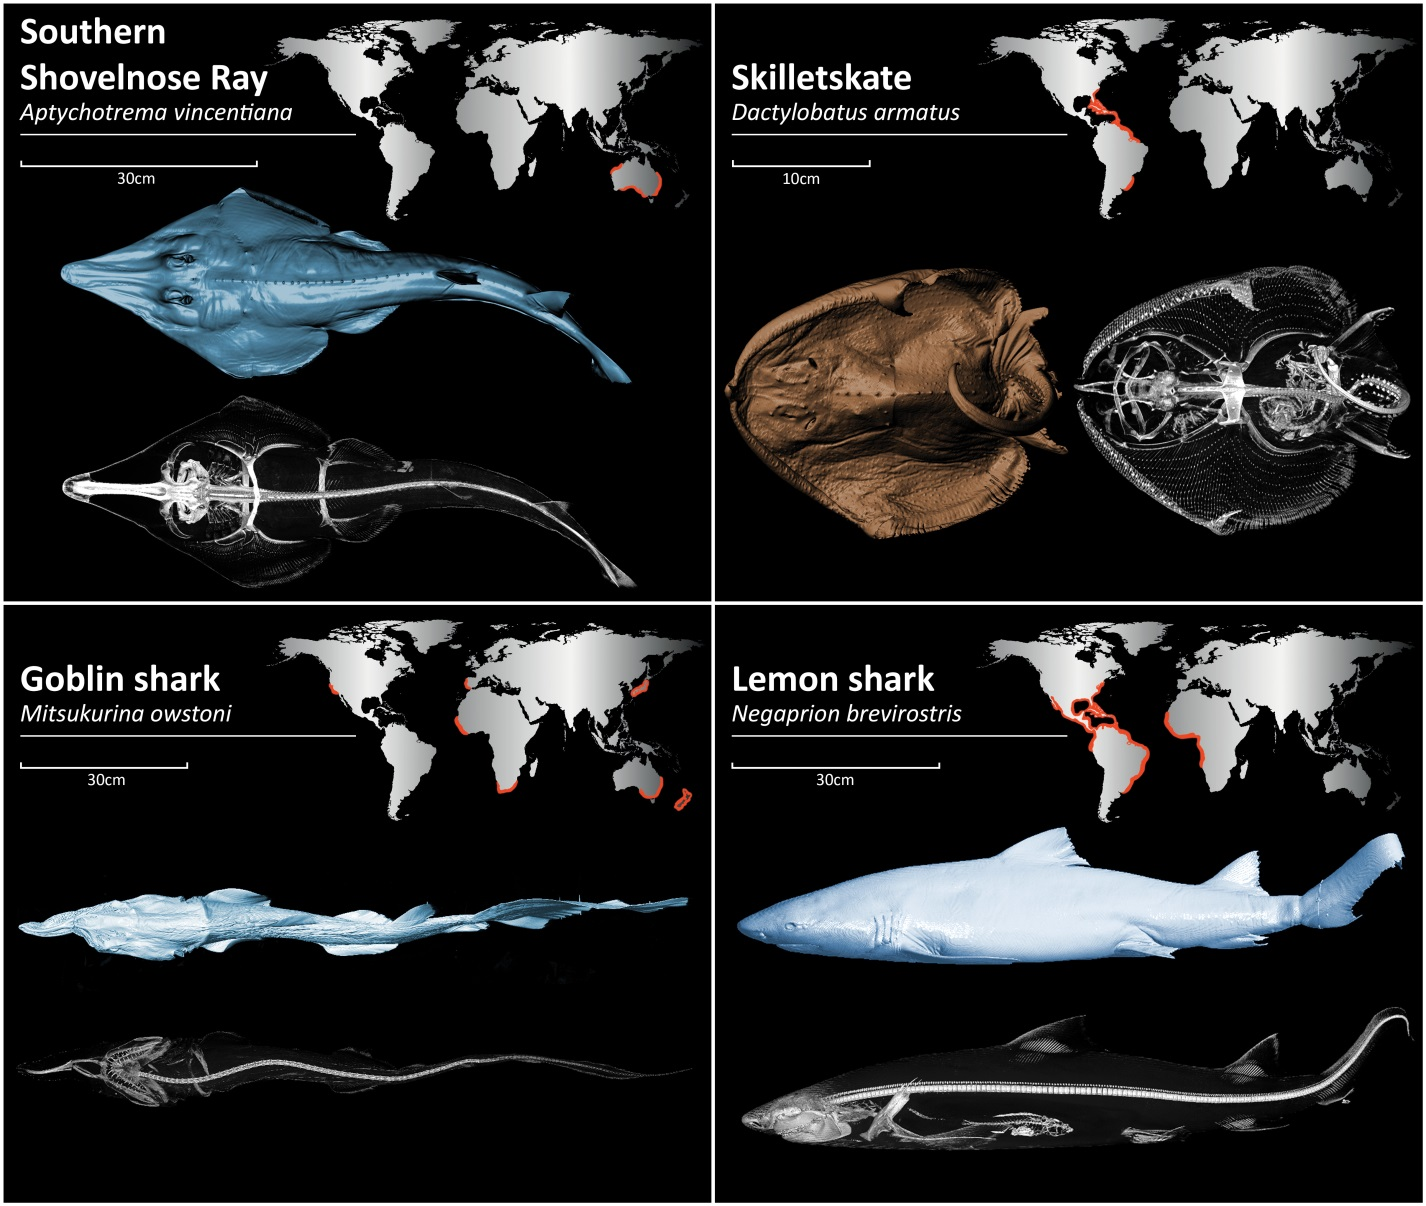 Southern
Shovelnose Ray
Aptychotrema vincentiana
30cm
Skilletskate
Dactylobatus armatus
10cm
Goblin shark
Mitsukurina owstoni
30cm
Lemon shark
Negaprion brevirostris
30cm